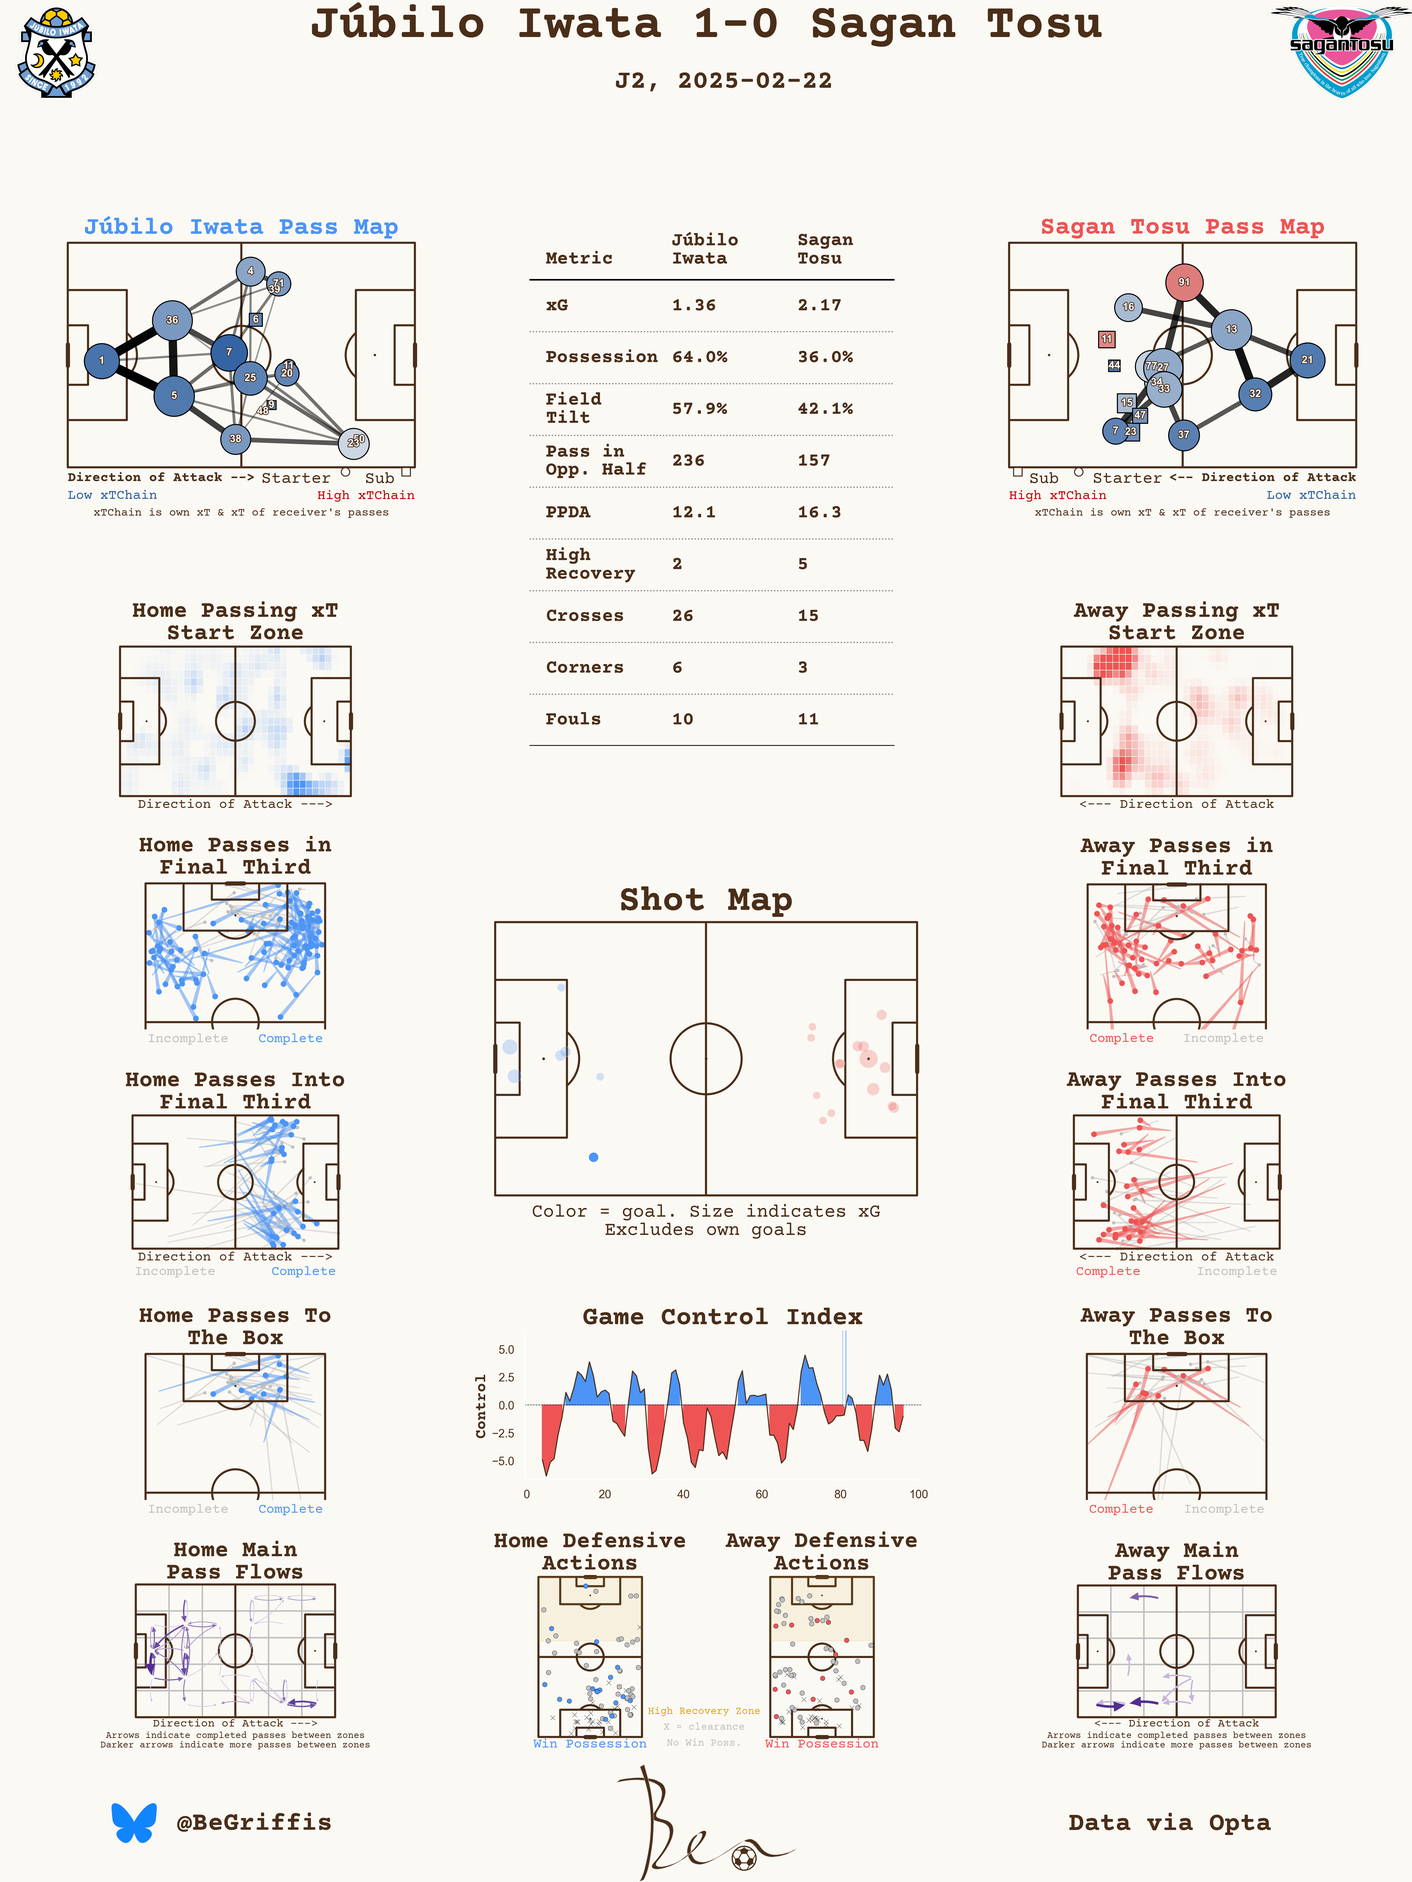 Júbilo Iwata 1-0 Sagan Tosu
J2, 2025-02-22
JUBILO IWATA
SINCE 1992
saganTosu
Júbilo Iwata Pass Map
4
71
39
36
6
7
1
11
20
25
5
9
48
38
50
23
Direction of Attack --> Starter Sub
Low xTChain High xTChain
xTChain is own xT & xT of receiver's passes
Metric Júbilo Iwata Sagan Tosu
xG 1.36 2.17
Possession 64.0% 36.0%
Field Tilt 57.9% 42.1%
Pass in Opp. Half 236 157
PPDA 12.1 16.3
High Recovery 2 5
Crosses 26 15
Corners 6 3
Fouls 10 11
Sagan Tosu Pass Map
91
16
13
11
44
77
27
21
34
33
32
15
47
7
23
37
Sub Starter <-- Direction of Attack
High xTChain Low xTChain
xTChain is own xT & xT of receiver's passes
Home Passing xT
Start Zone
Direction of Attack --->
Away Passing xT
Start Zone
<--- Direction of Attack
Home Passes in
Final Third
Incomplete Complete
Away Passes in
Final Third
Complete Incomplete
Shot Map
Color = goal. Size indicates xG
Excludes own goals
Home Passes Into
Final Third
Direction of Attack --->
Incomplete Complete
Away Passes Into
Final Third
<--- Direction of Attack
Complete Incomplete
Home Passes To
The Box
Incomplete Complete
Game Control Index
Control
5.0
2.5
0.0
−2.5
−5.0
0 20 40 60 80 100
Away Passes To
The Box
Complete Incomplete
Home Main
Pass Flows
Direction of Attack --->
Arrows indicate completed passes between zones
Darker arrows indicate more passes between zones
Home Defensive
Actions
Win Possession
Away Defensive
Actions
Win Possession
High Recovery Zone
X = clearance
No Win Poss.
Away Main
Pass Flows
<--- Direction of Attack
Arrows indicate completed passes between zones
Darker arrows indicate more passes between zones
@BeGriffis
Ben
Data via Opta